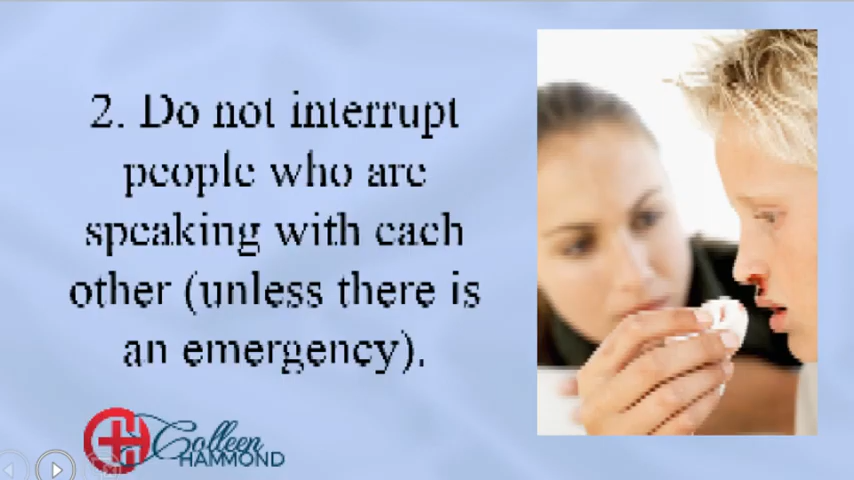 2. Do not interrupt
people who are
speaking with each
other (unless there is
an emergency).
Colleen
HAMMOND